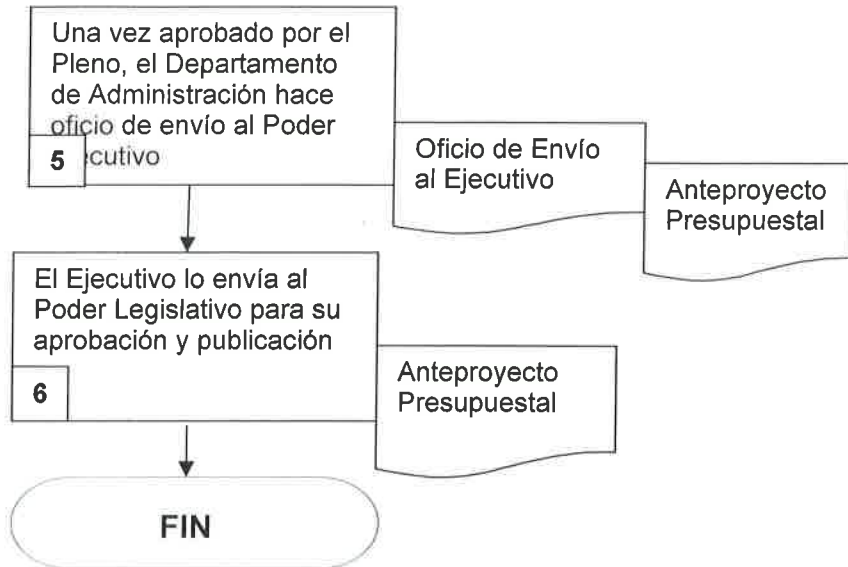 Una vez aprobado por el
Pleno, el Departamento
de Administración hace
oficio de envío al Poder
ecutivo
5
Oficio de Envío
al Ejecutivo
Anteproyecto
Presupuestal
El Ejecutivo lo envía al
Poder Legislativo para su
aprobación y publicación
6
Anteproyecto
Presupuestal
FIN